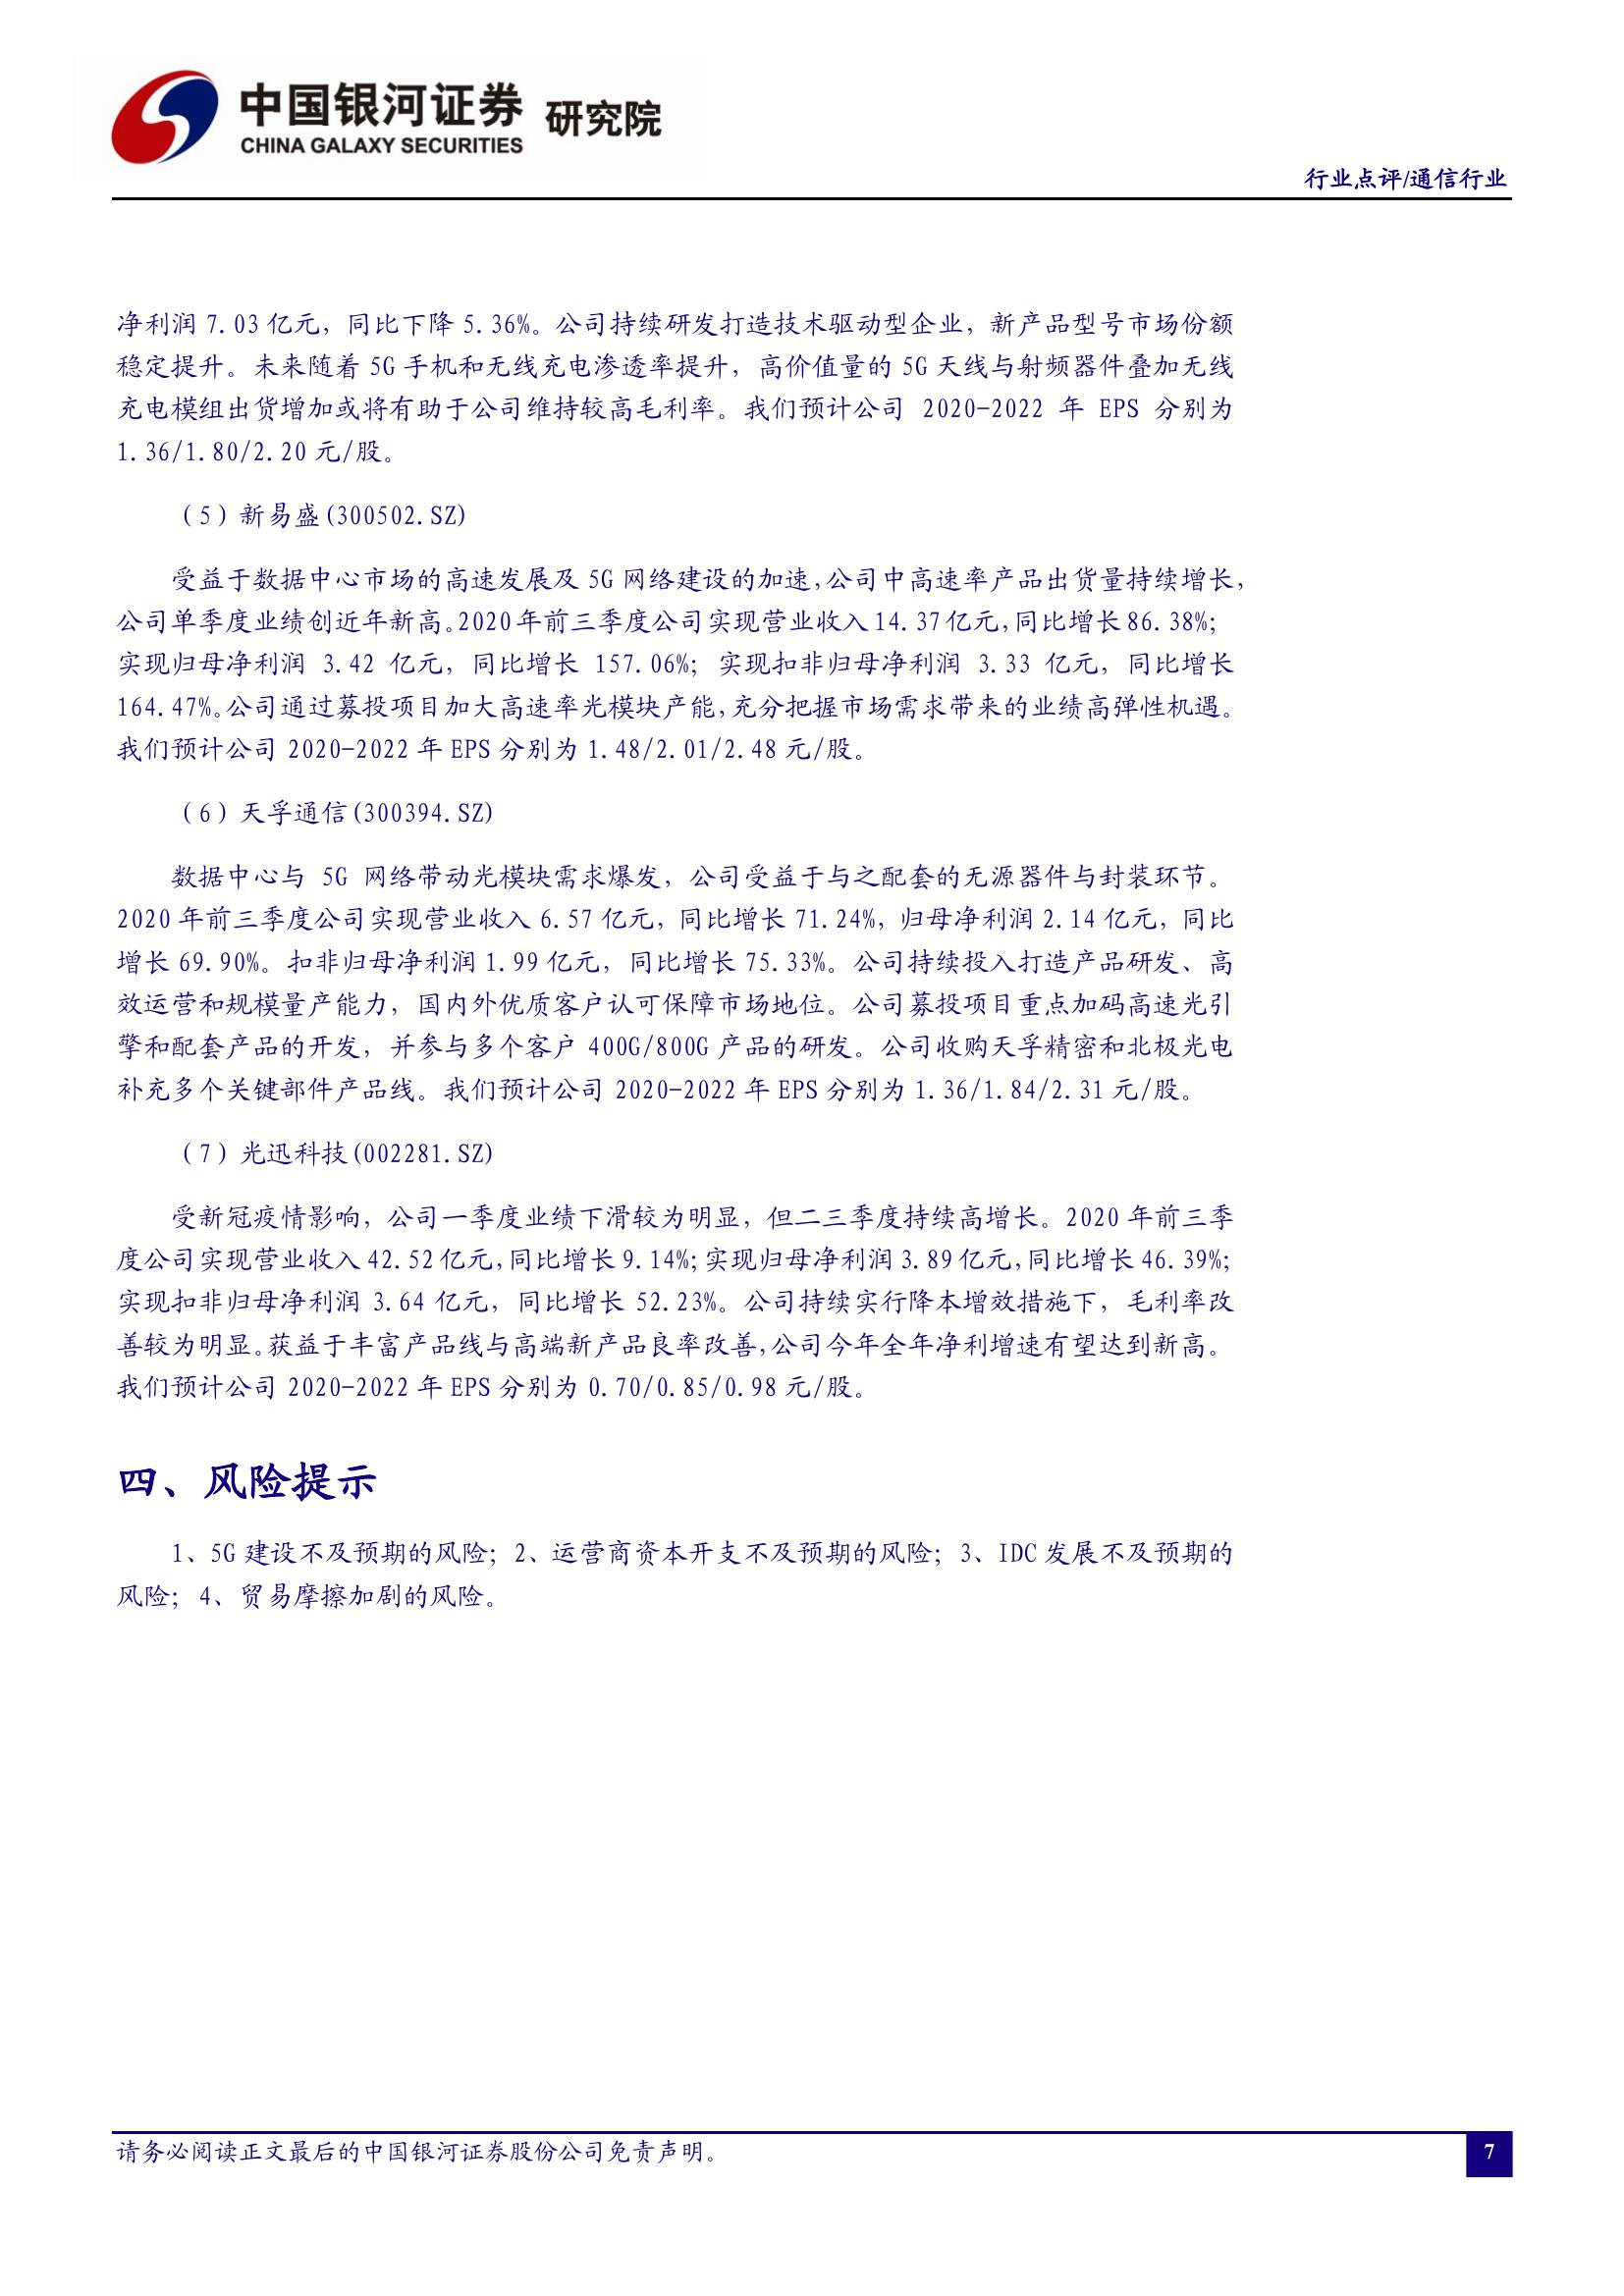 中国银河证券 研究院
CHINA GALAXY SECURITIES
行业点评/通信行业
净利润 7.03 亿元，同比下降 5.36%。公司持续研发打造技术驱动型企业，新产品型号市场份额
稳定提升。未来随着 5G 手机和无线充电渗透率提升，高价值量的 5G 天线与射频器件叠加无线
充电模组出货增加或将有助于公司维持较高毛利率。我们预计公司 2020-2022 年 EPS 分别为
1.36/1.80/2.20 元/股。
（5）新易盛(300502.SZ)
受益于数据中心市场的高速发展及 5G 网络建设的加速，公司中高速率产品出货量持续增长，
公司单季度业绩创近年新高。2020 年前三季度公司实现营业收入 14.37 亿元，同比增长 86.38%；
实现归母净利润 3.42 亿元，同比增长 157.06%；实现扣非归母净利润 3.33 亿元，同比增长
164.47%。公司通过募投项目加大高速率光模块产能，充分把握市场需求带来的业绩高弹性机遇。
我们预计公司 2020-2022 年 EPS 分别为 1.48/2.01/2.48 元/股。
（6）天孚通信(300394.SZ)
数据中心与 5G 网络带动光模块需求爆发，公司受益于与之配套的无源器件与封装环节。
2020 年前三季度公司实现营业收入 6.57 亿元，同比增长 71.24%，归母净利润 2.14 亿元，同比
增长 69.90%。扣非归母净利润 1.99 亿元，同比增长 75.33%。公司持续投入打造产品研发、高
效运营和规模量产能力，国内外优质客户认可保障市场地位。公司募投项目重点加码高速光引
擎和配套产品的开发，并参与多个客户 400G/800G 产品的研发。公司收购天孚精密和北极光电
补充多个关键部件产品线。我们预计公司 2020-2022 年 EPS 分别为 1.36/1.84/2.31 元/股。
（7）光迅科技(002281.SZ)
受新冠疫情影响，公司一季度业绩下滑较为明显，但二三季度持续高增长。2020 年前三季
度公司实现营业收入 42.52 亿元，同比增长 9.14%；实现归母净利润 3.89 亿元，同比增长 46.39%；
实现扣非归母净利润 3.64 亿元，同比增长 52.23%。公司持续实行降本增效措施下，毛利率改
善较为明显。获益于丰富产品线与高端新产品良率改善，公司今年全年净利增速有望达到新高。
我们预计公司 2020-2022 年 EPS 分别为 0.70/0.85/0.98 元/股。
四、风险提示
1、5G 建设不及预期的风险；2、运营商资本开支不及预期的风险；3、IDC 发展不及预期的
风险；4、贸易摩擦加剧的风险。
请务必阅读正文最后的中国银河证券股份公司免责声明。
7